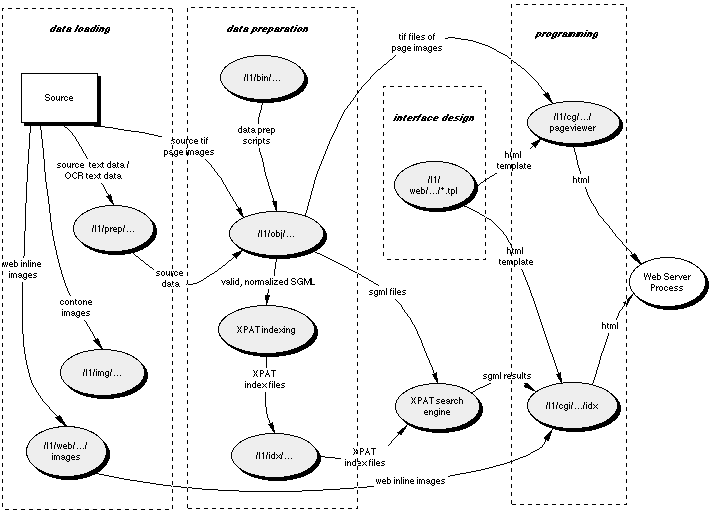 data loading
data preparation
programming
interface design
Source
/l1/bin/...
tif files of
page images
/l1/cg/.../
pageviewer
source tif
page images
data prep
scripts
source text data /
OCR text data
/l1/
web/.../*.tpl
html
template
html
/l1/prep/...
/l1/obj/...
web inline
images
source
data
valid, normalized SGML
html
template
Web Server
Process
contone
images
sgml files
XPAT indexing
html
/l1/img/...
XPAT
index files
sgml results
XPAT search
engine
/l1/cgi/.../idx
/l1/web/.../
images
/l1/idx/...
XPAT
index files
web inline images